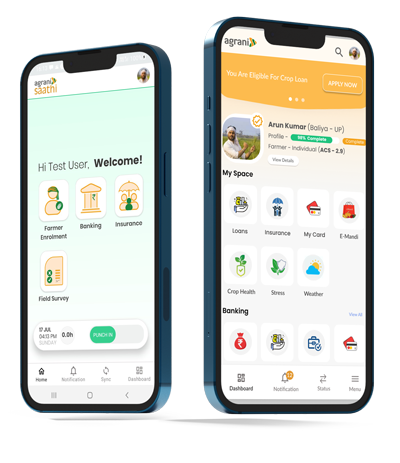 agrani
saathi
Hi Test User, Welcome!
Farmer
Enrolment
Banking
Insurance
Field Survey
17 JUL
04:13 PM
SUNDAY
0.0h
PUNCH IN
Home
Notification
Sync
Dashboard
agrani
You Are Eligible For Crop Loan
APPLY NOW
Arun Kumar (Baliya - UP)
Profile - 98% Complete
Complete
Farmer - Individual (ACS - 2.9)
View Details
My Space
Loans
Insurance
My Card
E-Mandi
Crop Health
Stress
Weather
Banking
View All
Dashboard
Notification
Status
Menu